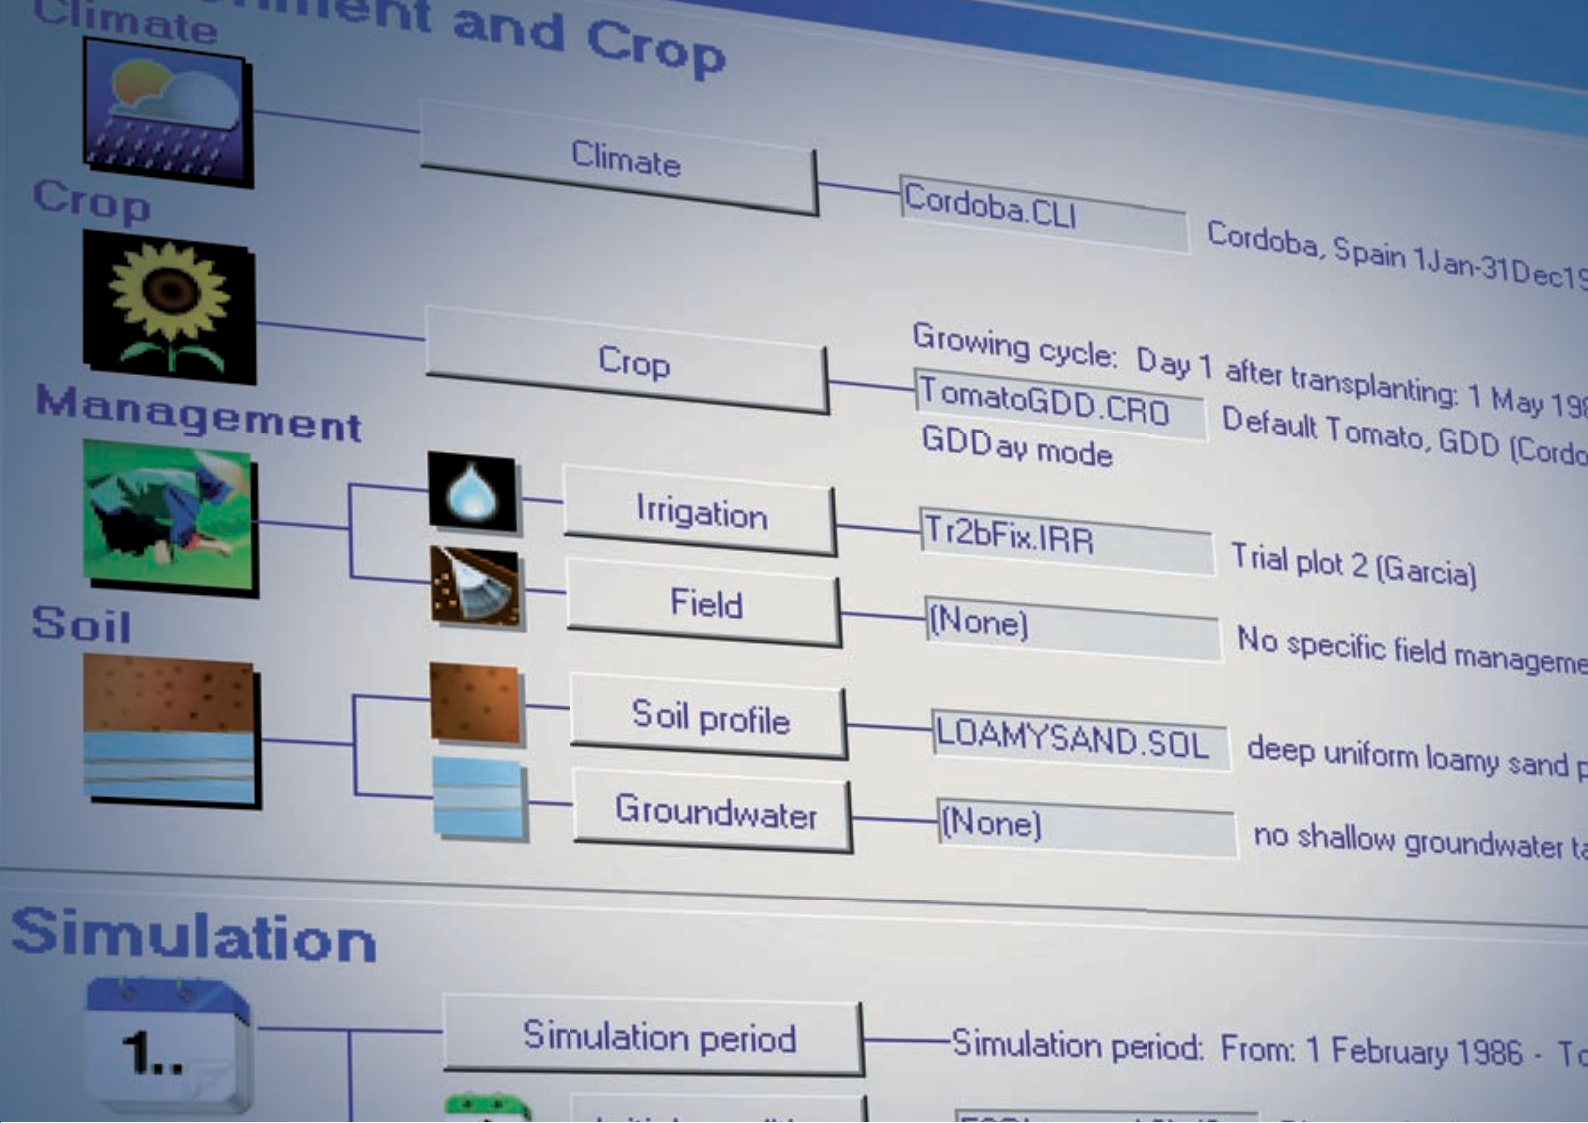 and Crop
Climate
Climate
Cordoba.CLI
Cordoba, Spain 1Jan-31Dec19
Crop
Crop
Growing cycle: Day 1 after transplanting: 1 May 198
TomatoGDD.CRO
Default Tomato, GDD (Cordo
GDDay mode
Management
Irrigation
Tr2bFix.IRR
Trial plot 2 (Garcia)
Field
(None)
No specific field manageme
Soil
Soil profile
LOAMYSAND.SOL
deep uniform loamy sand p
Groundwater
(None)
no shallow groundwater ta
Simulation
1..
Simulation period
Simulation period: From: 1 February 1986 - To